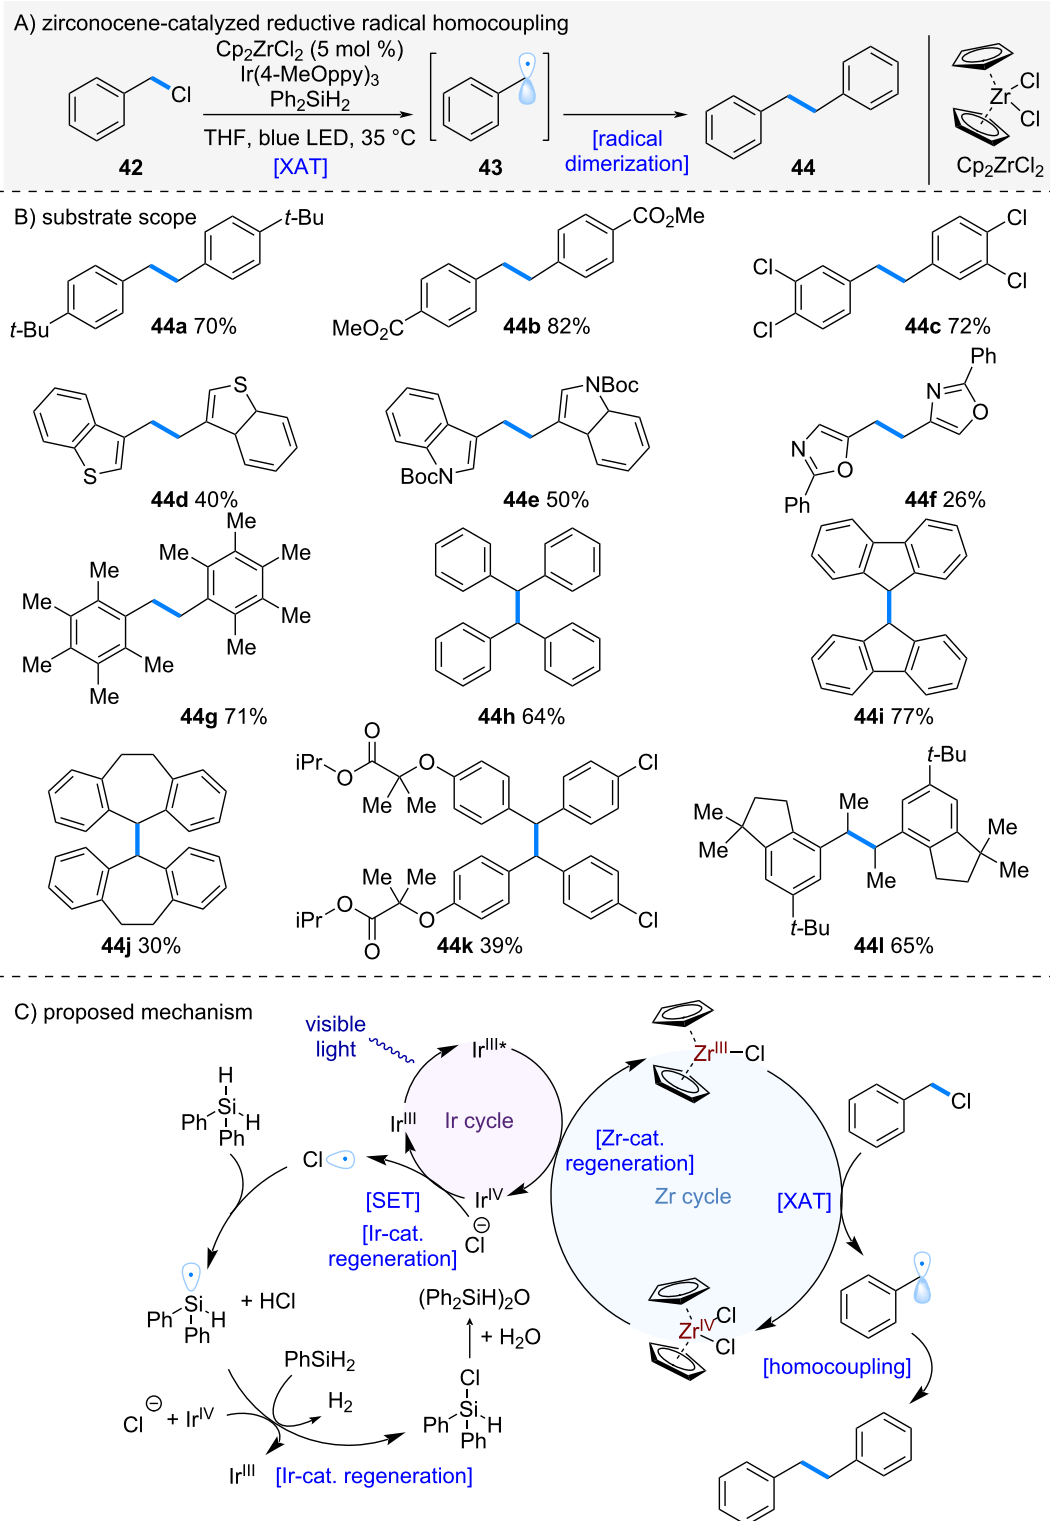 A) zirconocene-catalyzed reductive radical homocoupling
Cp₂ZrCl₂ (5 mol %)
Ir(4-MeOppy)₃
Ph₂SiH₂
THF, blue LED, 35 °C
[XAT]
Cl
42
43
[radical
dimerization]
44
Zr
Cl
Cl
Cp₂ZrCl₂
B) substrate scope
t-Bu
t-Bu
44a 70%
CO₂Me
MeO₂C
44b 82%
Cl
Cl
Cl
Cl
44c 72%
S
S
44d 40%
NBoc
BocN
44e 50%
Ph
N
O
N
O
Ph
44f 26%
Me
Me
Me
Me
Me
Me
Me
Me
Me
Me
44g 71%
44h 64%
44i 77%
44j 30%
O
iPr
O
O
Me
Me
Cl
Me
Me
iPr
O
O
O
Cl
44k 39%
t-Bu
Me
Me
Me
Me
Me
Me
t-Bu
44l 65%
C) proposed mechanism
visible
light
Irᴵᴵᴵ*
Irᴵᴵᴵ
Ir cycle
Irᴵⱽ
Cl
⊖
[SET]
[Ir-cat.
regeneration]
Zrᴵᴵᴵ
Cl
[Zr-cat.
regeneration]
Zr cycle
[XAT]
Cl
Zrᴵⱽ
Cl
Cl
[homocoupling]
H
Si
H
Ph
Ph
Cl
Si
H
Ph
Ph
+ HCl
PhSiH₂
H₂
Cl⊖ + Irᴵⱽ
Irᴵᴵᴵ
[Ir-cat. regeneration]
(Ph₂SiH)₂O
+ H₂O
Cl
Si
H
Ph
Ph